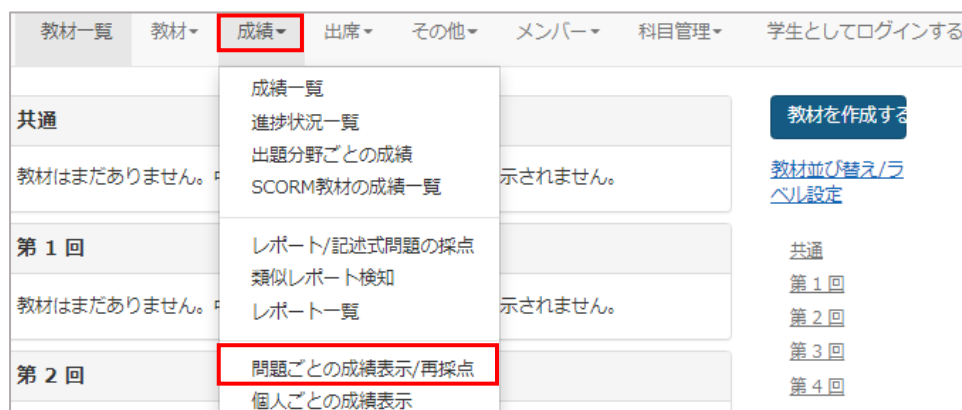 教材一覧 教材 成績 出席 その他 メンバー 科目管理 学生としてログインする
成績一覧
進捗状況一覧
出題分野ごとの成績
SCORM教材の成績一覧
レポート/記述式問題の採点
類似レポート検知
レポート一覧
問題ごとの成績表示/再採点
個人ごとの成績表示
共通
教材はまだありません。 示されません。
第 1 回
教材はまだありません。 示されません。
第 2 回
教材を作成する
教材並び替え/ラ
ベル設定
共通
第 1 回
第 2 回
第 3 回
第 4 回